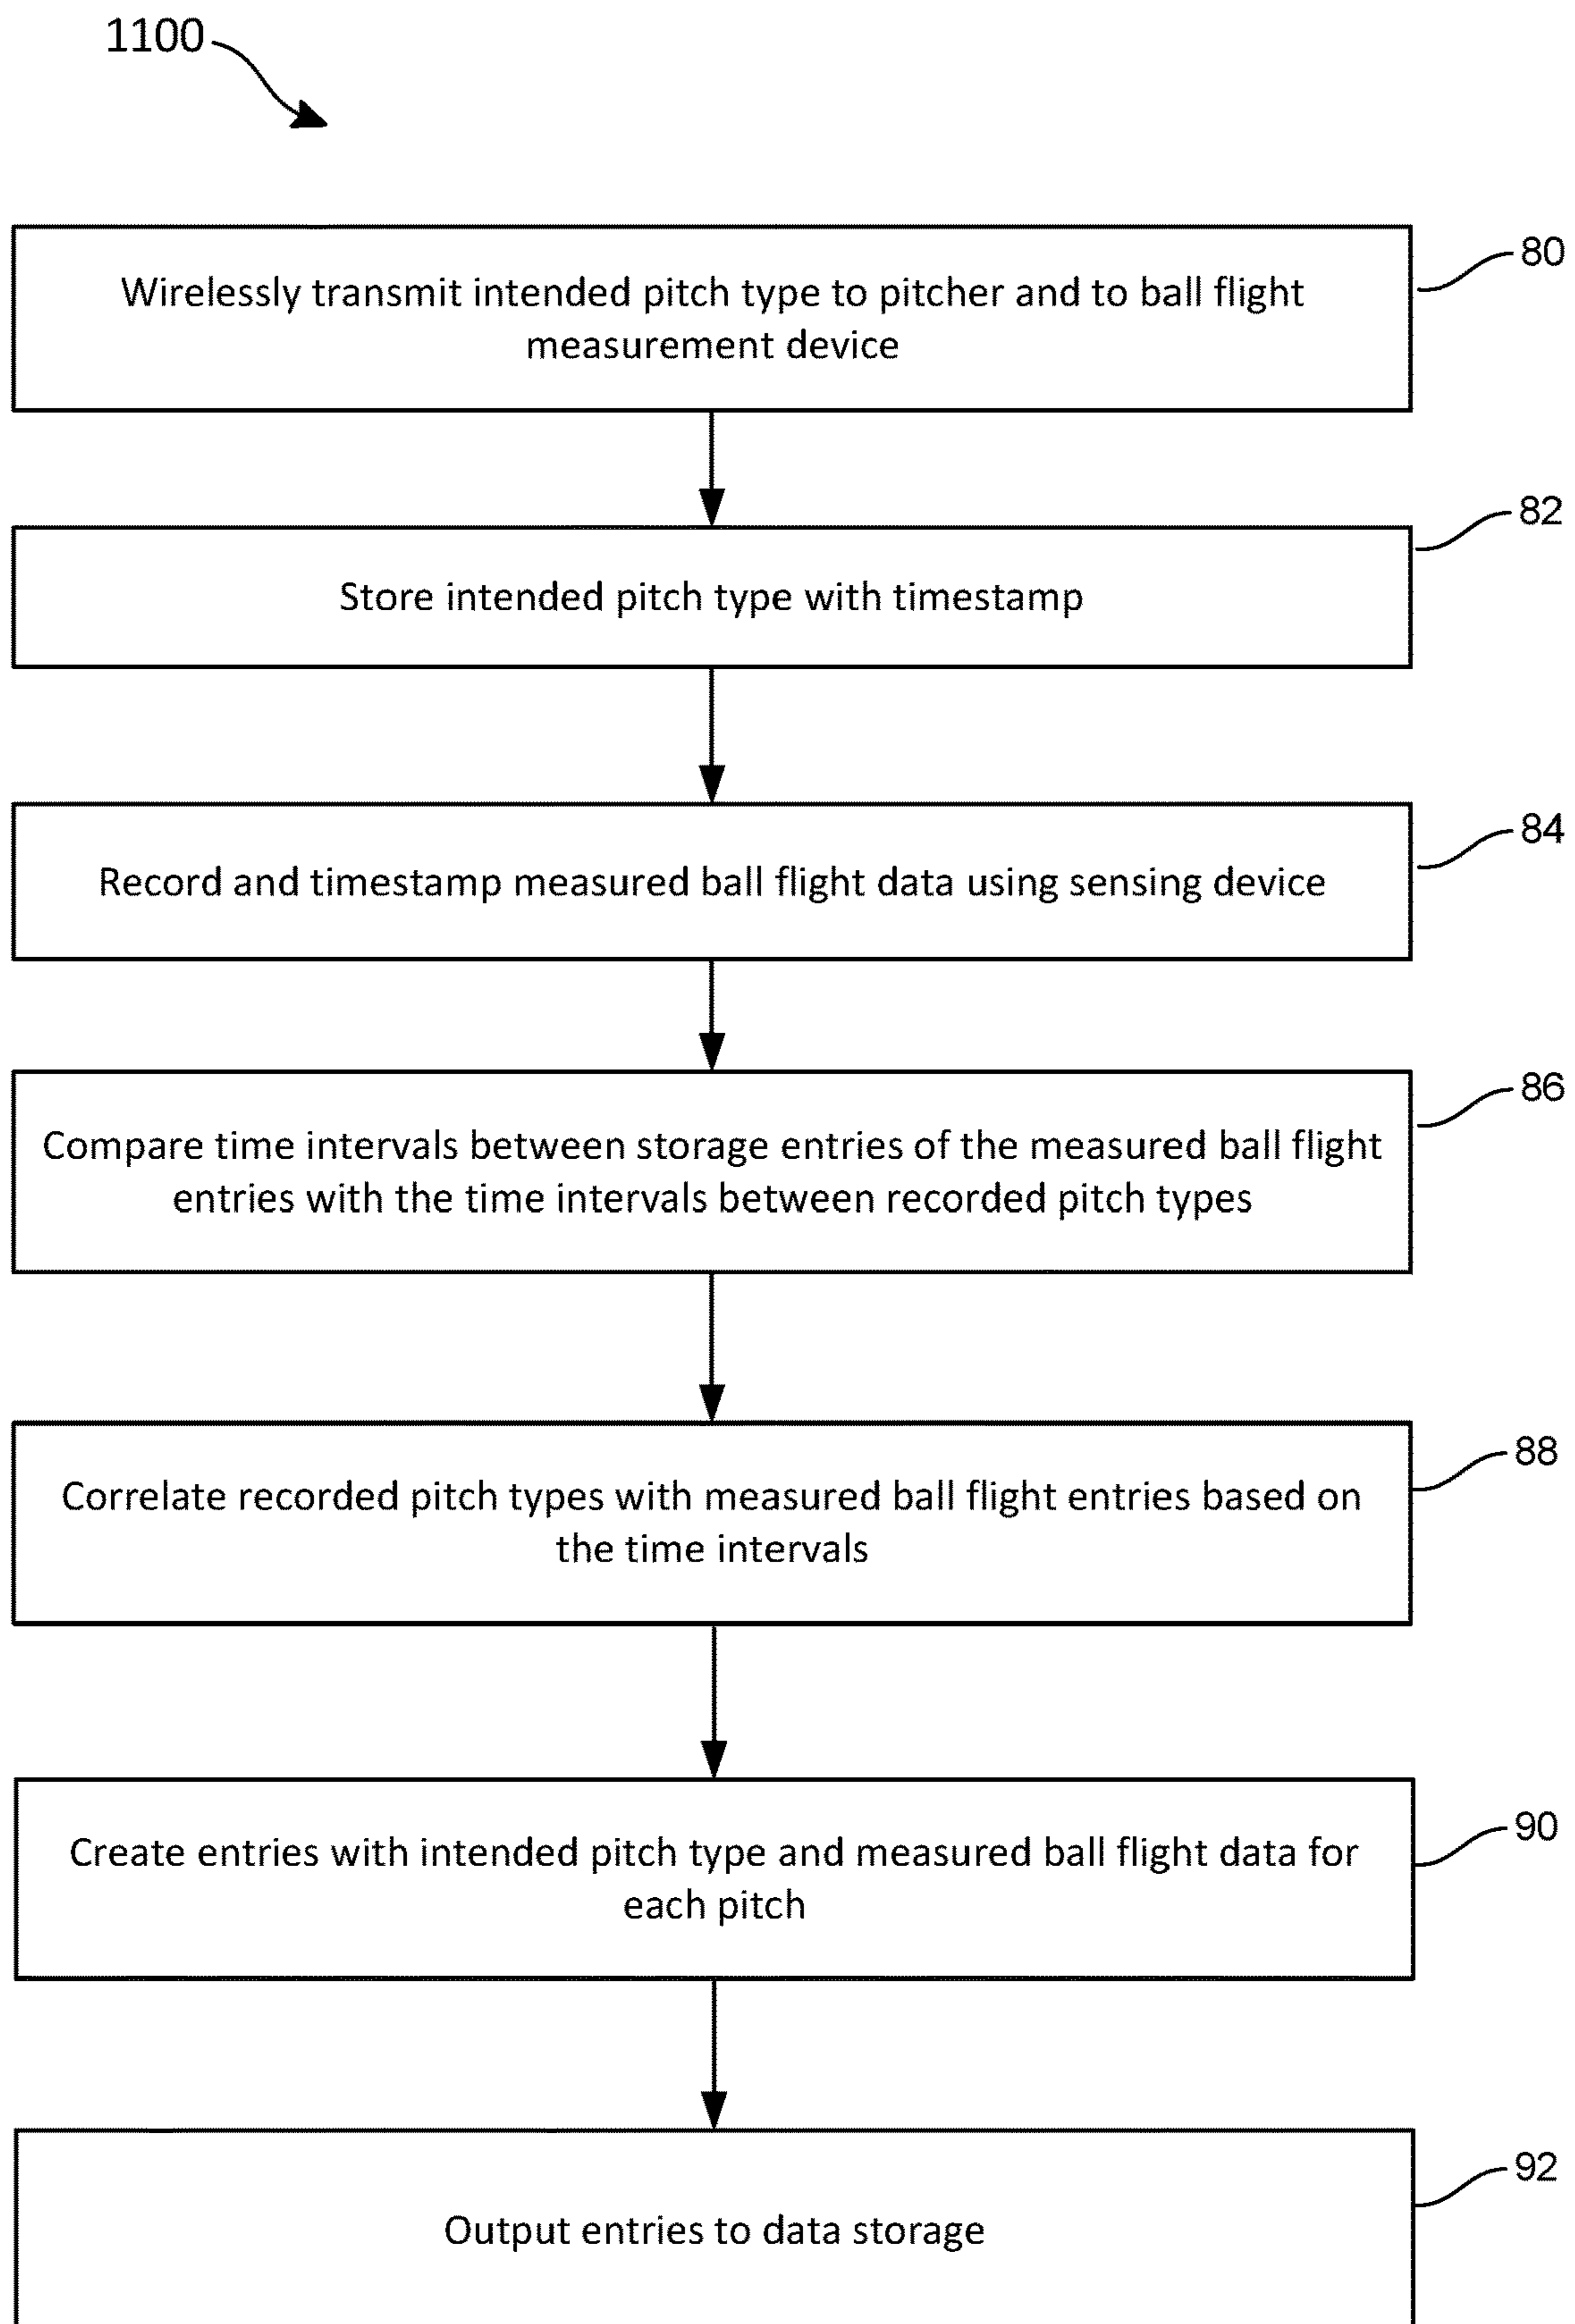 1100
80
Wirelessly transmit intended pitch type to pitcher and to ball flight
measurement device
82
Store intended pitch type with timestamp
84
Record and timestamp measured ball flight data using sensing device
86
Compare time intervals between storage entries of the measured ball flight
entries with the time intervals between recorded pitch types
88
Correlate recorded pitch types with measured ball flight entries based on
the time intervals
90
Create entries with intended pitch type and measured ball flight data for
each pitch
92
Output entries to data storage